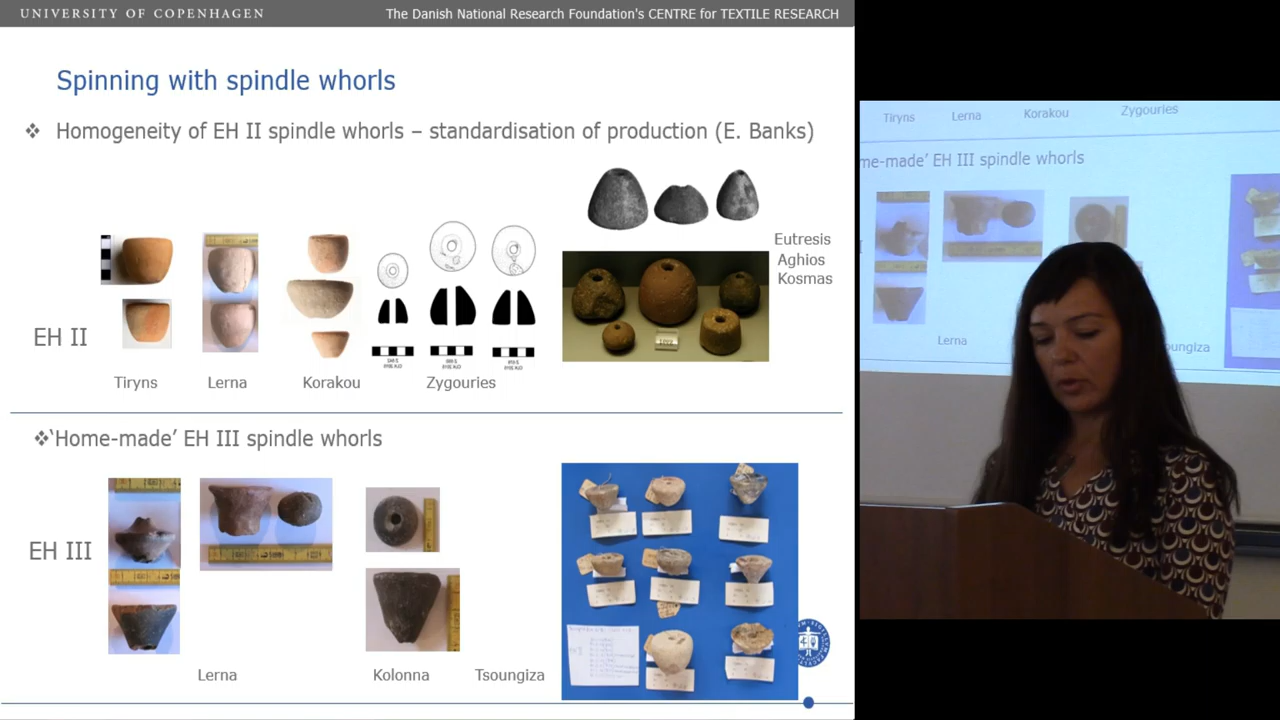 UNIVERSITY OF COPENHAGEN
The Danish National Research Foundation's CENTRE for TEXTILE RESEARCH
Spinning with spindle whorls
❖ Homogeneity of EH II spindle whorls – standardisation of production (E. Banks)
Eutresis
Aghios
Kosmas
EH II
Tiryns
Lerna
Korakou
Zygouries
❖'Home-made' EH III spindle whorls
EH III
Lerna
Kolonna
Tsoungiza
Tiryns
Lerna
Korakou
Zygouries
me-made' EH III spindle whorls
Lerna
oungiza